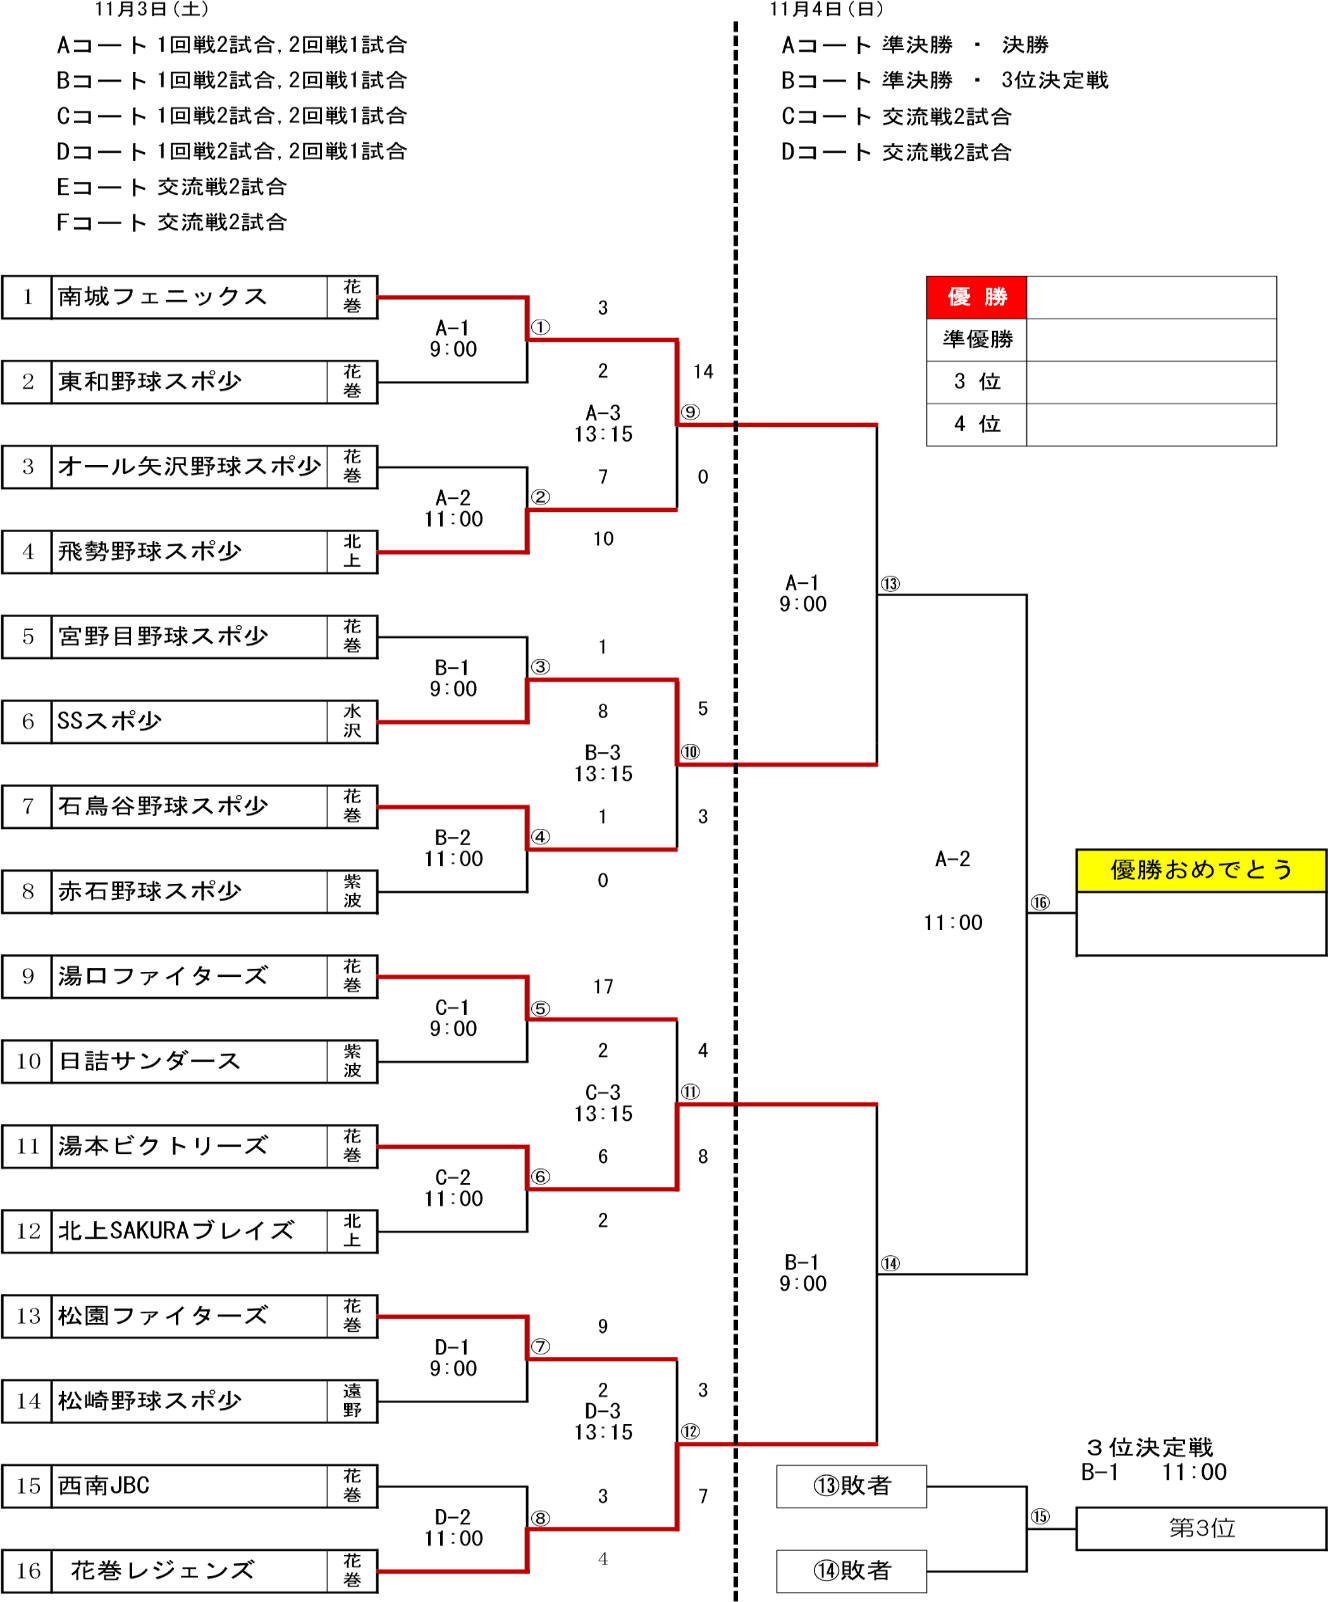 11月3日(土)
Aコート 1回戦2試合,2回戦1試合
Bコート 1回戦2試合,2回戦1試合
Cコート 1回戦2試合,2回戦1試合
Dコート 1回戦2試合,2回戦1試合
Eコート 交流戦2試合
Fコート 交流戦2試合
11月4日(日)
Aコート 準決勝 ・ 決勝
Bコート 準決勝 ・ 3位決定戦
Cコート 交流戦2試合
Dコート 交流戦2試合
1 南城フェニックス 花巻
A-1
9:00
①
3
2 東和野球スポ少 花巻
2
14
A-3
13:15
⑨
3 オール矢沢野球スポ少 花巻
A-2
11:00
②
7
0
4 飛勢野球スポ少 北上
10
A-1
9:00
⑬
5 宮野目野球スポ少 花巻
B-1
9:00
③
1
6 SSスポ少 水沢
8
5
B-3
13:15
⑩
7 石鳥谷野球スポ少 花巻
B-2
11:00
④
1
3
8 赤石野球スポ少 紫波
0
A-2
11:00
⑯
9 湯口ファイターズ 花巻
C-1
9:00
⑤
17
10 日詰サンダース 紫波
2
4
C-3
13:15
⑪
11 湯本ビクトリーズ 花巻
C-2
11:00
⑥
6
8
12 北上SAKURAブレイズ 北上
2
B-1
9:00
⑭
13 松園ファイターズ 花巻
D-1
9:00
⑦
9
14 松崎野球スポ少 遠野
2
3
D-3
13:15
⑫
15 西南JBC 花巻
D-2
11:00
⑧
3
7
16 花巻レジェンズ 花巻
4
優 勝
準優勝
3 位
4 位
優勝おめでとう
3位決定戦
B-1 11:00
⑬敗者
⑮
第3位
⑭敗者